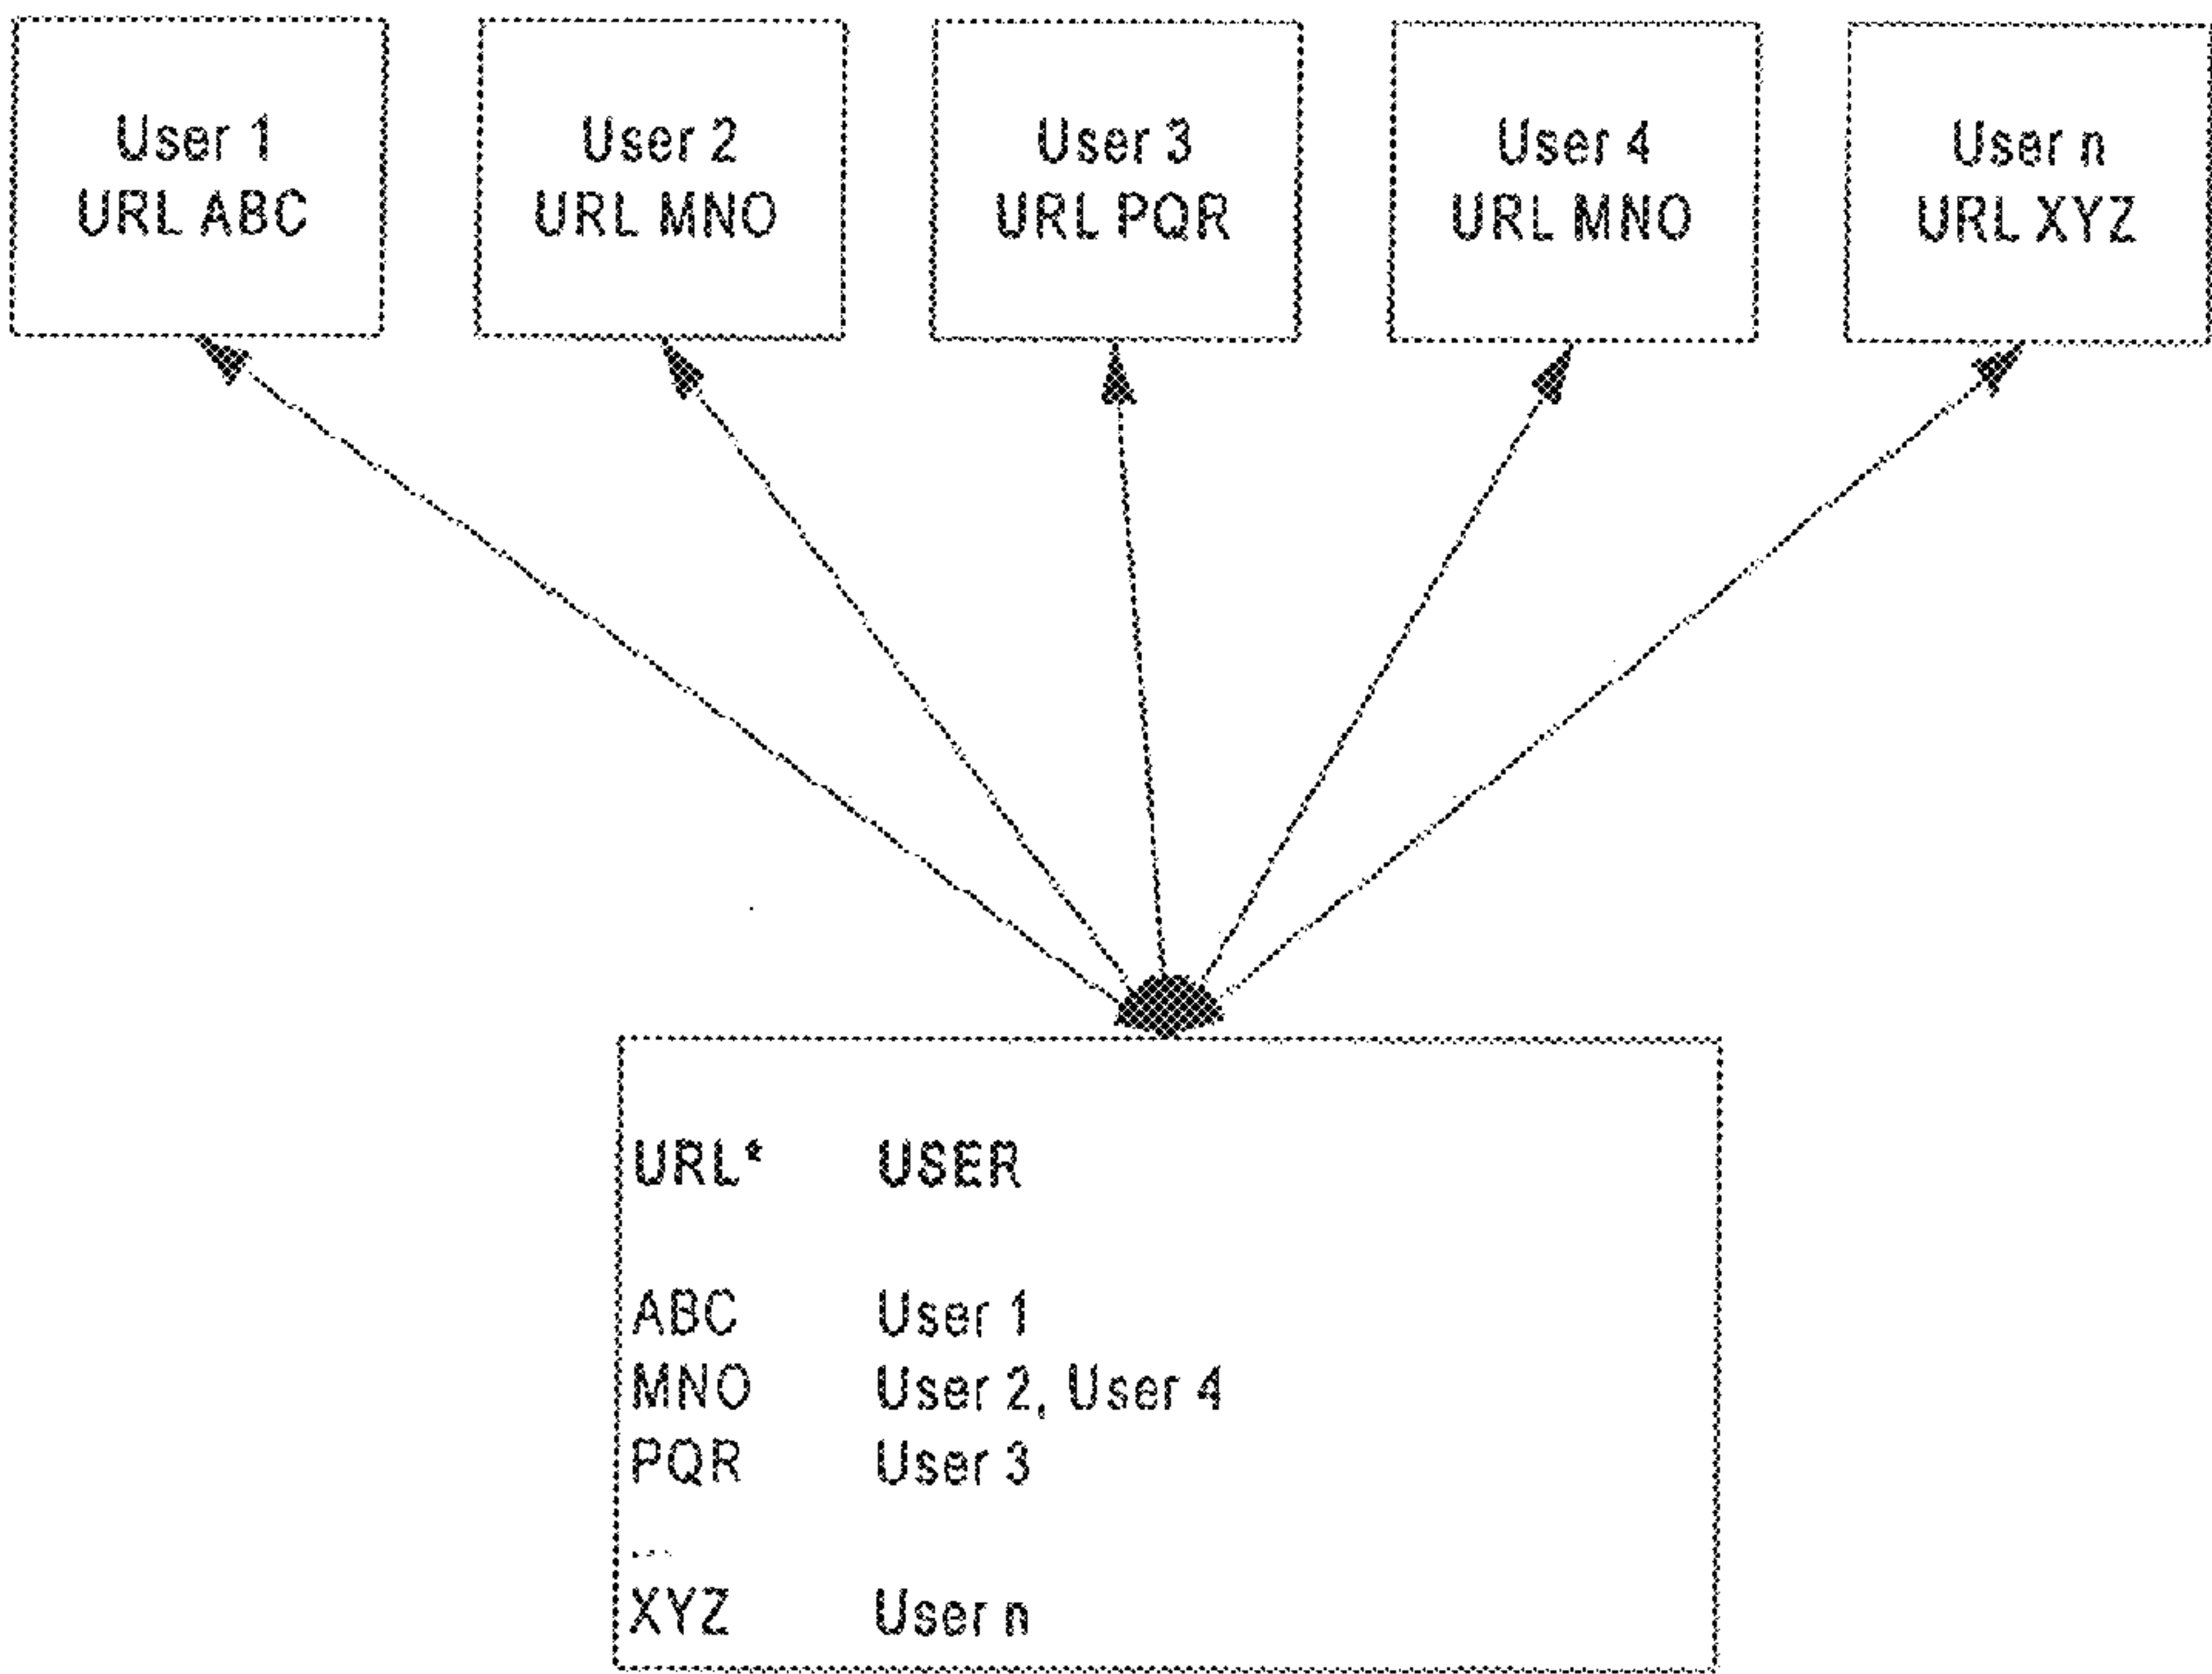 User 1
URL ABC
User 2
URL MNO
User 3
URL PQR
User 4
URL MNO
User n
URL XYZ
URL* USER
ABC User 1
MNO User 2, User 4
PQR User 3
...
XYZ User n